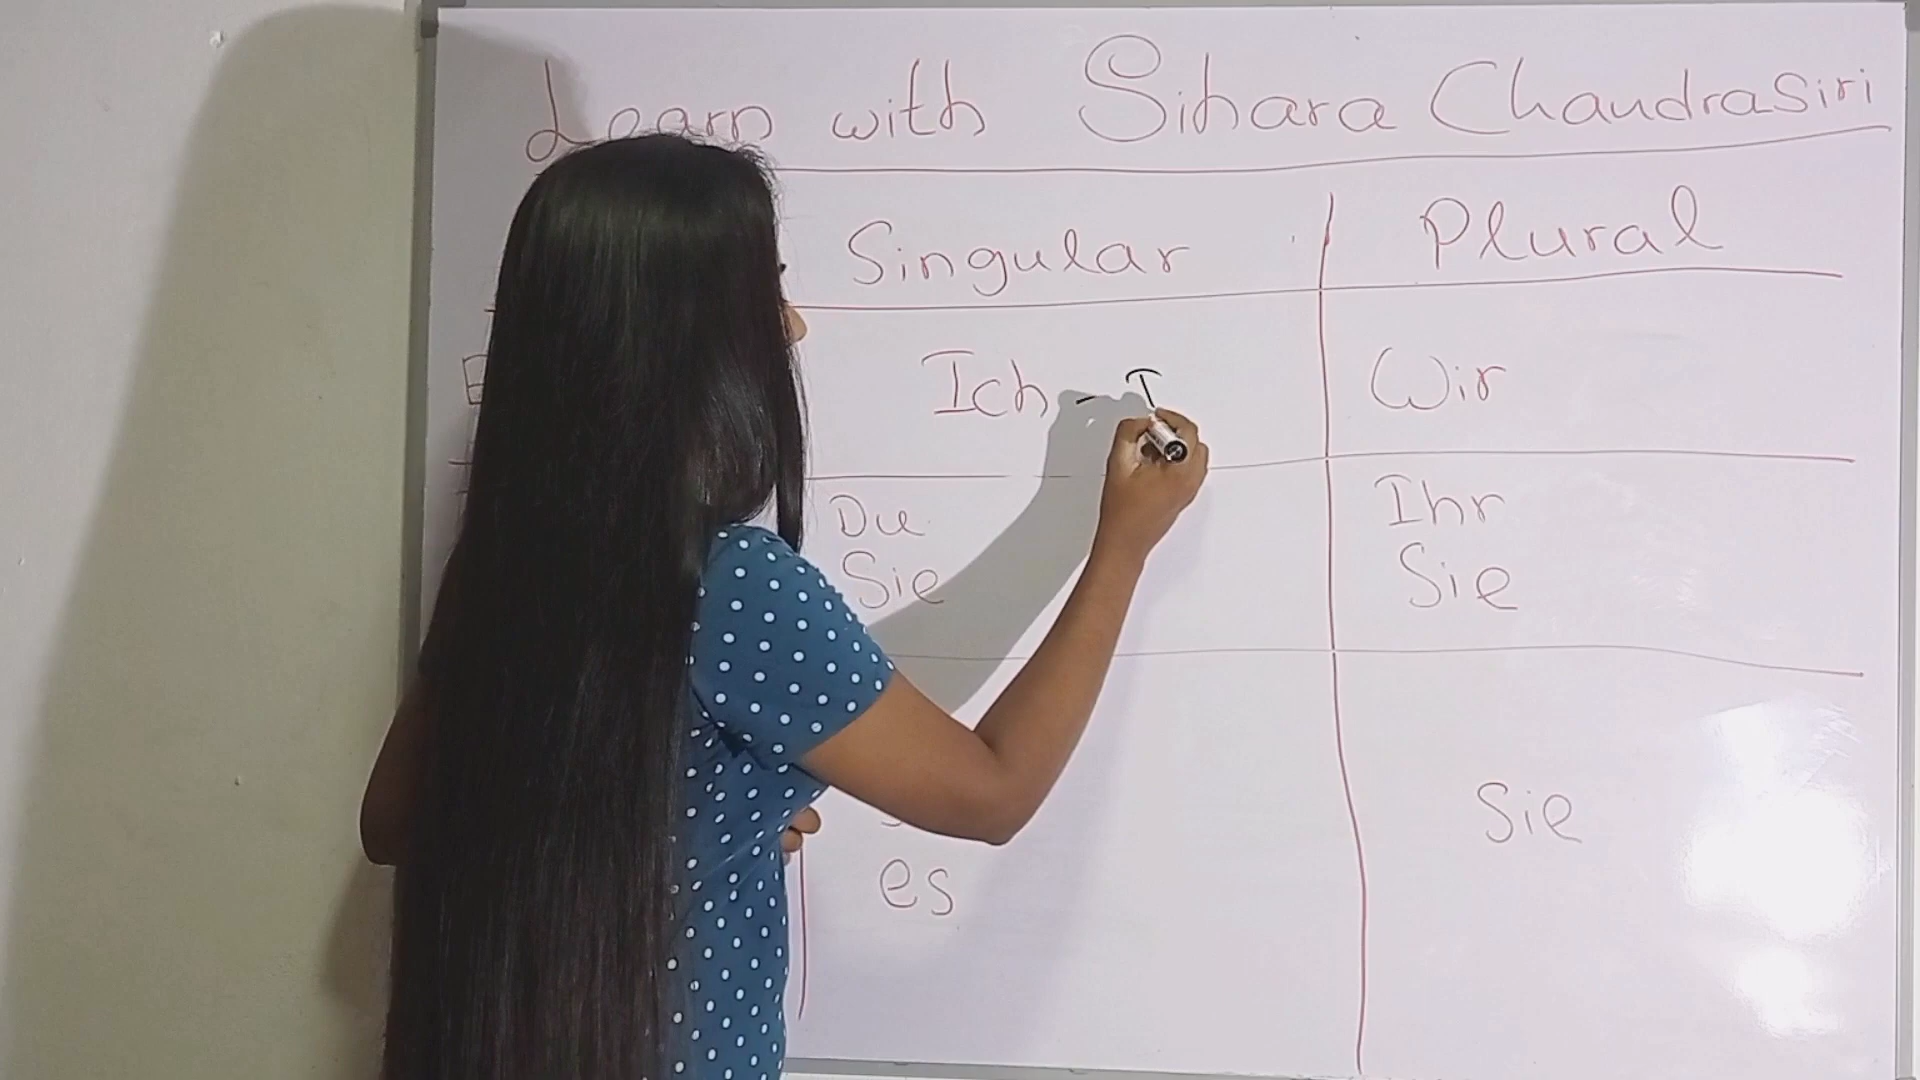 Learn with Sihara Chandrasiri
Singular Plural
Ich - I Wir
Du Ihr
Sie Sie
Sie
es